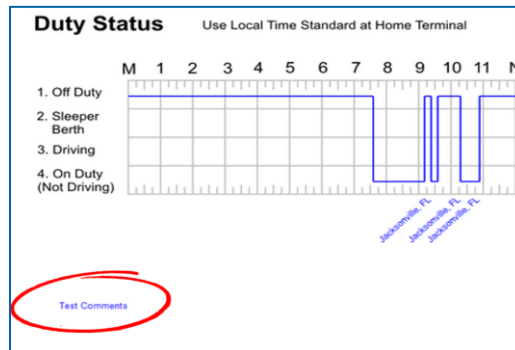 Duty Status Use Local Time Standard at Home Terminal
M 1 2 3 4 5 6 7 8 9 10 11 N
1. Off Duty
2. Sleeper
Berth
3. Driving
4. On Duty
(Not Driving)
Jacksonville, FL
Jacksonville, FL
Jacksonville, FL
Test Comments